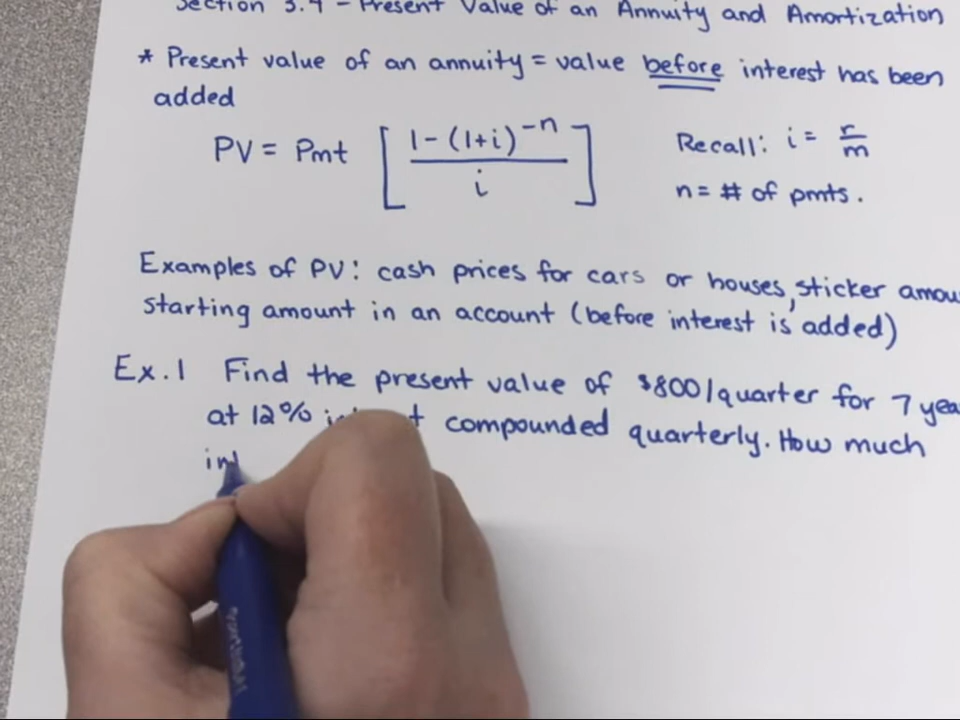 Section 3.4 - Present Value of an Annuity and Amortization
* Present value of an annuity = value before interest has been
added
PV = Pmt [ 1-(1+i)^-n / i ] Recall: i = r/m
n = # of pmts.
Examples of PV: cash prices for cars or houses, sticker amou
starting amount in an account (before interest is added)
Ex.1 Find the present value of $800/quarter for 7 yea
at 12% compounded quarterly. How much